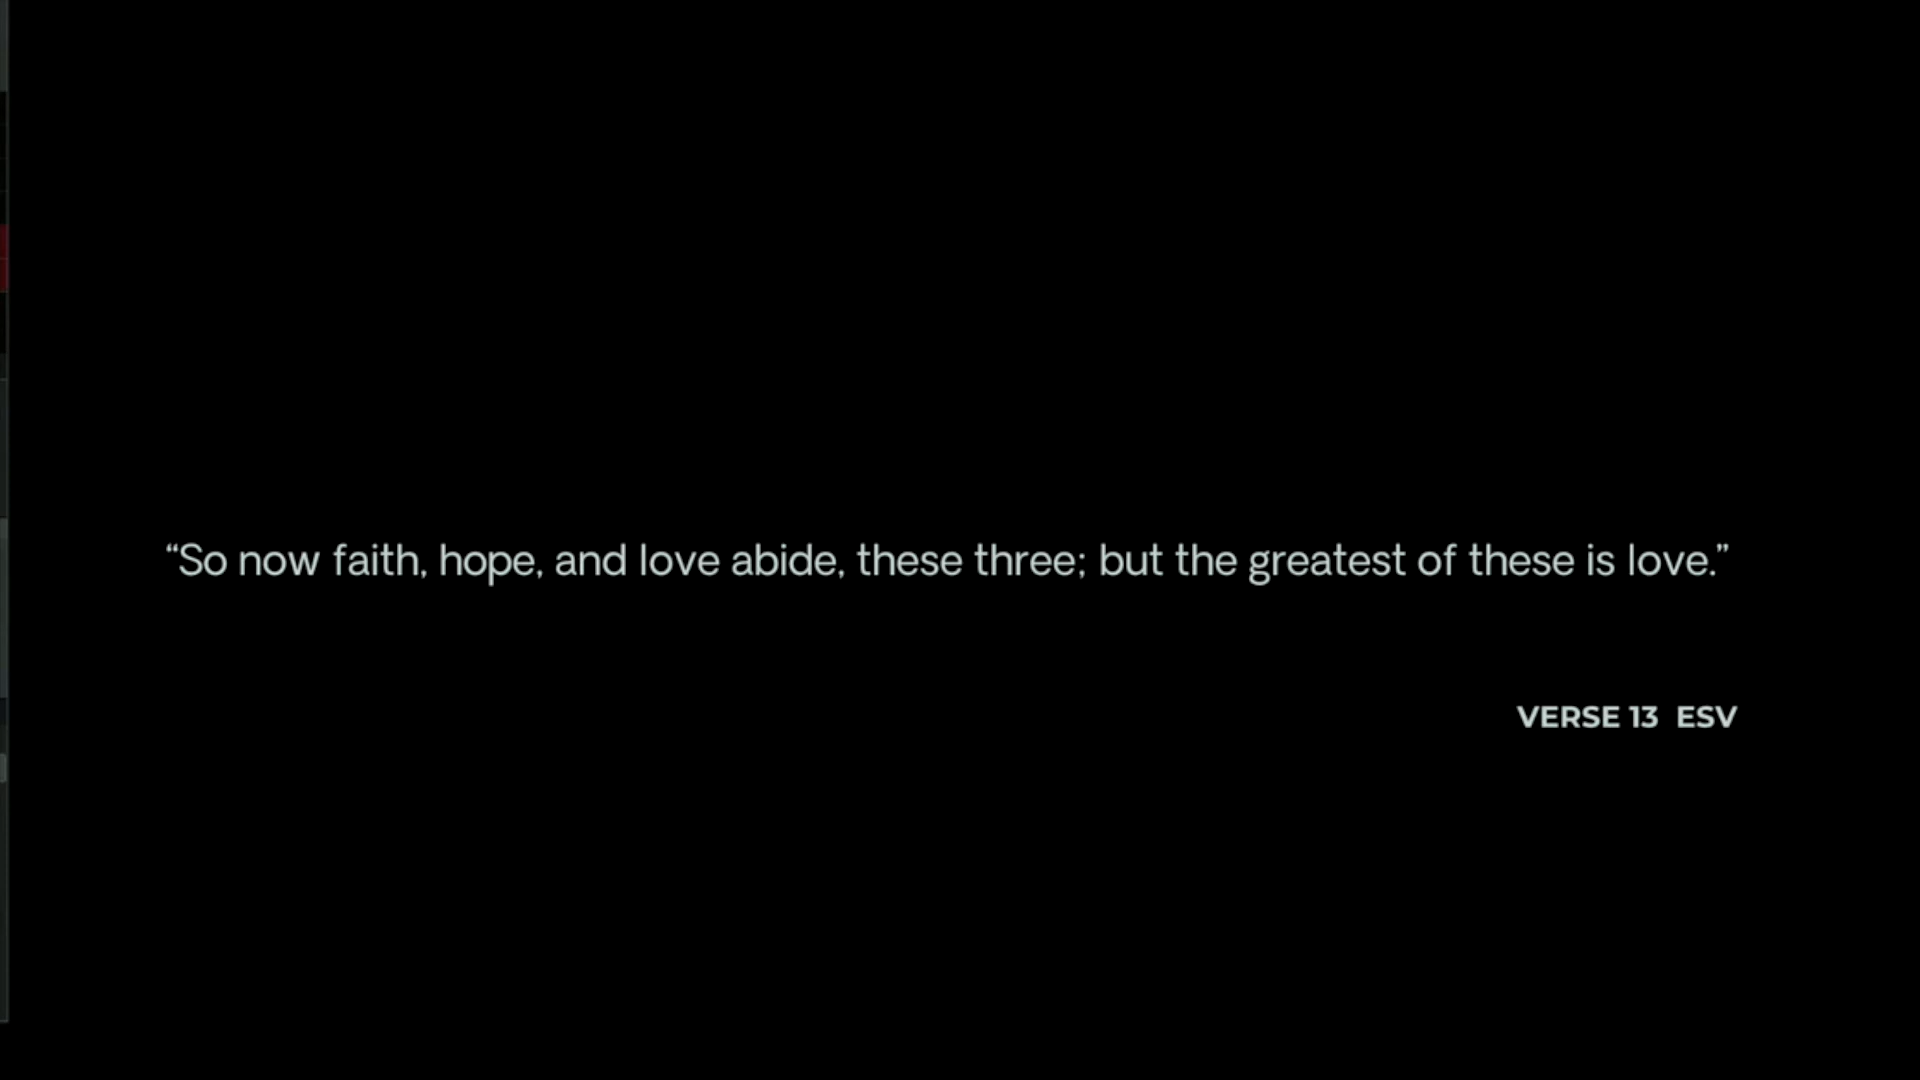 “So now faith, hope, and love abide, these three; but the greatest of these is love.”
VERSE 13 ESV